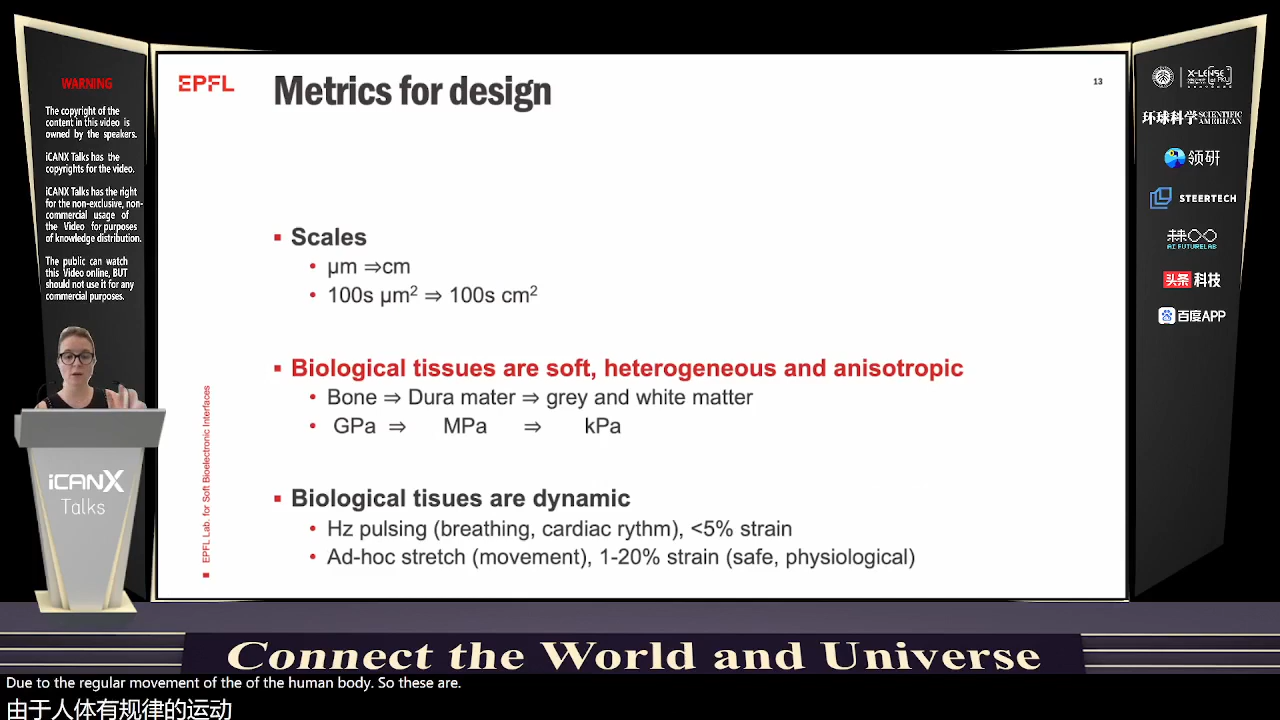 WARNING
The copyright of the
content in this video is
owned by the speakers.
iCANX Talks has the
copyrights for the video.
iCANX Talks has the right
for the non-exclusive, non-
commercial usage of
the Video for purposes
of knowledge distribution.
The public can watch
this Video online, BUT
should not use it for any
commercial purposes.
iCANX
Talks
EPFL
Metrics for design
13
▪ Scales
• µm ⇒cm
• 100s µm² ⇒ 100s cm²
▪ Biological tissues are soft, heterogeneous and anisotropic
• Bone ⇒ Dura mater ⇒ grey and white matter
• GPa ⇒ MPa ⇒ kPa
▪ Biological tisues are dynamic
• Hz pulsing (breathing, cardiac rythm), <5% strain
• Ad-hoc stretch (movement), 1-20% strain (safe, physiological)
EPFL Lab. for Soft Bioelectronic Interfaces
X-LENSE
环球科学 SCIENTIFIC AMERICAN
领研
STEERTECH
AI FUTURELAB
头条 科技
百度APP
Connect the World and Universe
Due to the regular movement of the of the human body. So these are.
由于人体有规律的运动